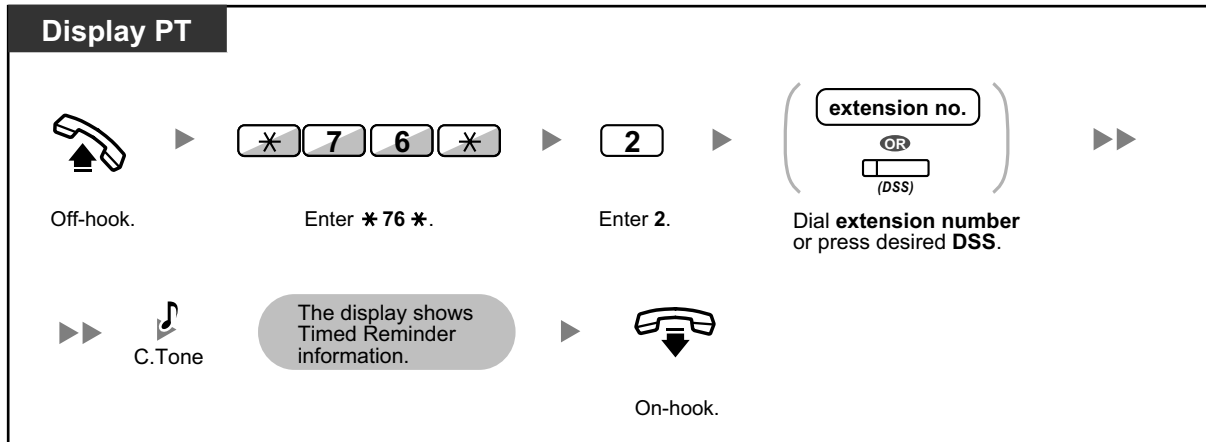 Display PT
✳ 7 6 ✳
2
extension no.
OR
(DSS)
Off-hook.
Enter ✳ 76 ✳.
Enter 2.
Dial extension number
or press desired DSS.
C.Tone
The display shows
Timed Reminder
information.
On-hook.